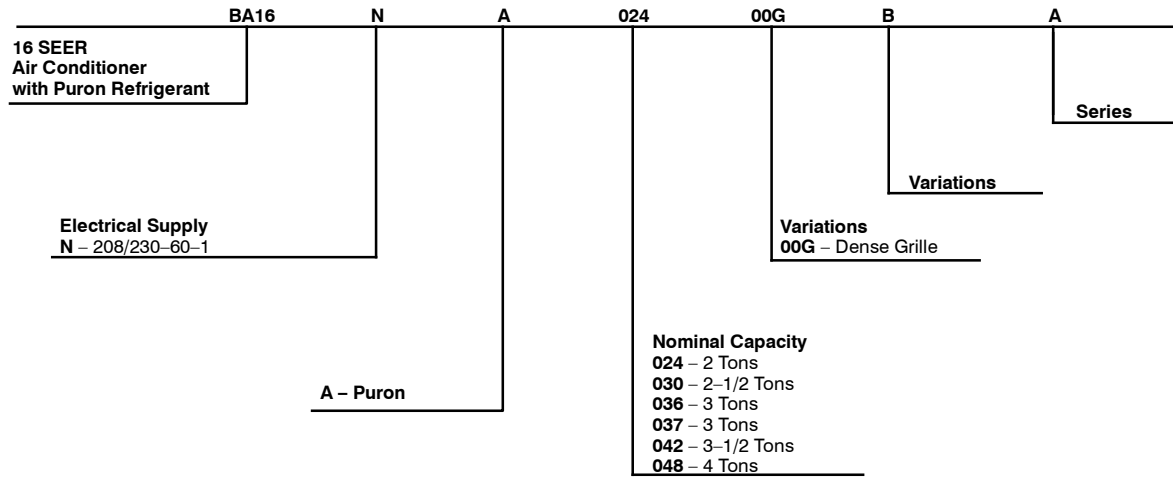 BA16 N A 024 00G B A
16 SEER
Air Conditioner
with Puron Refrigerant
Series
Variations
Electrical Supply
N – 208/230–60–1
Variations
00G – Dense Grille
Nominal Capacity
024 – 2 Tons
030 – 2–1/2 Tons
036 – 3 Tons
037 – 3 Tons
042 – 3–1/2 Tons
048 – 4 Tons
A – Puron